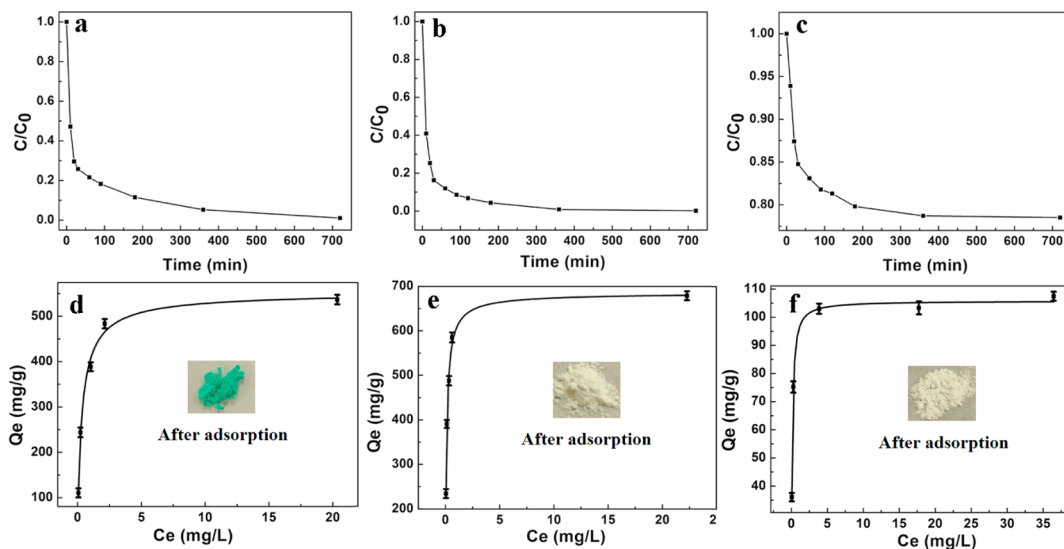 a
C/C0
1.0
0.8
0.6
0.4
0.2
0.0
0 100 200 300 400 500 600 700
Time (min)
b
C/C0
1.0
0.8
0.6
0.4
0.2
0.0
0 100 200 300 400 500 600 700
Time (min)
c
C/C0
1.00
0.95
0.90
0.85
0.80
0 100 200 300 400 500 600 700
Time (min)
d
Qe (mg/g)
500
400
300
200
100
After adsorption
0 5 10 15 20
Ce (mg/L)
e
Qe (mg/g)
700
600
500
400
300
200
After adsorption
0 5 10 15 20 2
Ce (mg/L)
f
Qe (mg/g)
110
100
90
80
70
60
50
40
After adsorption
0 5 10 15 20 25 30 35
Ce (mg/L)